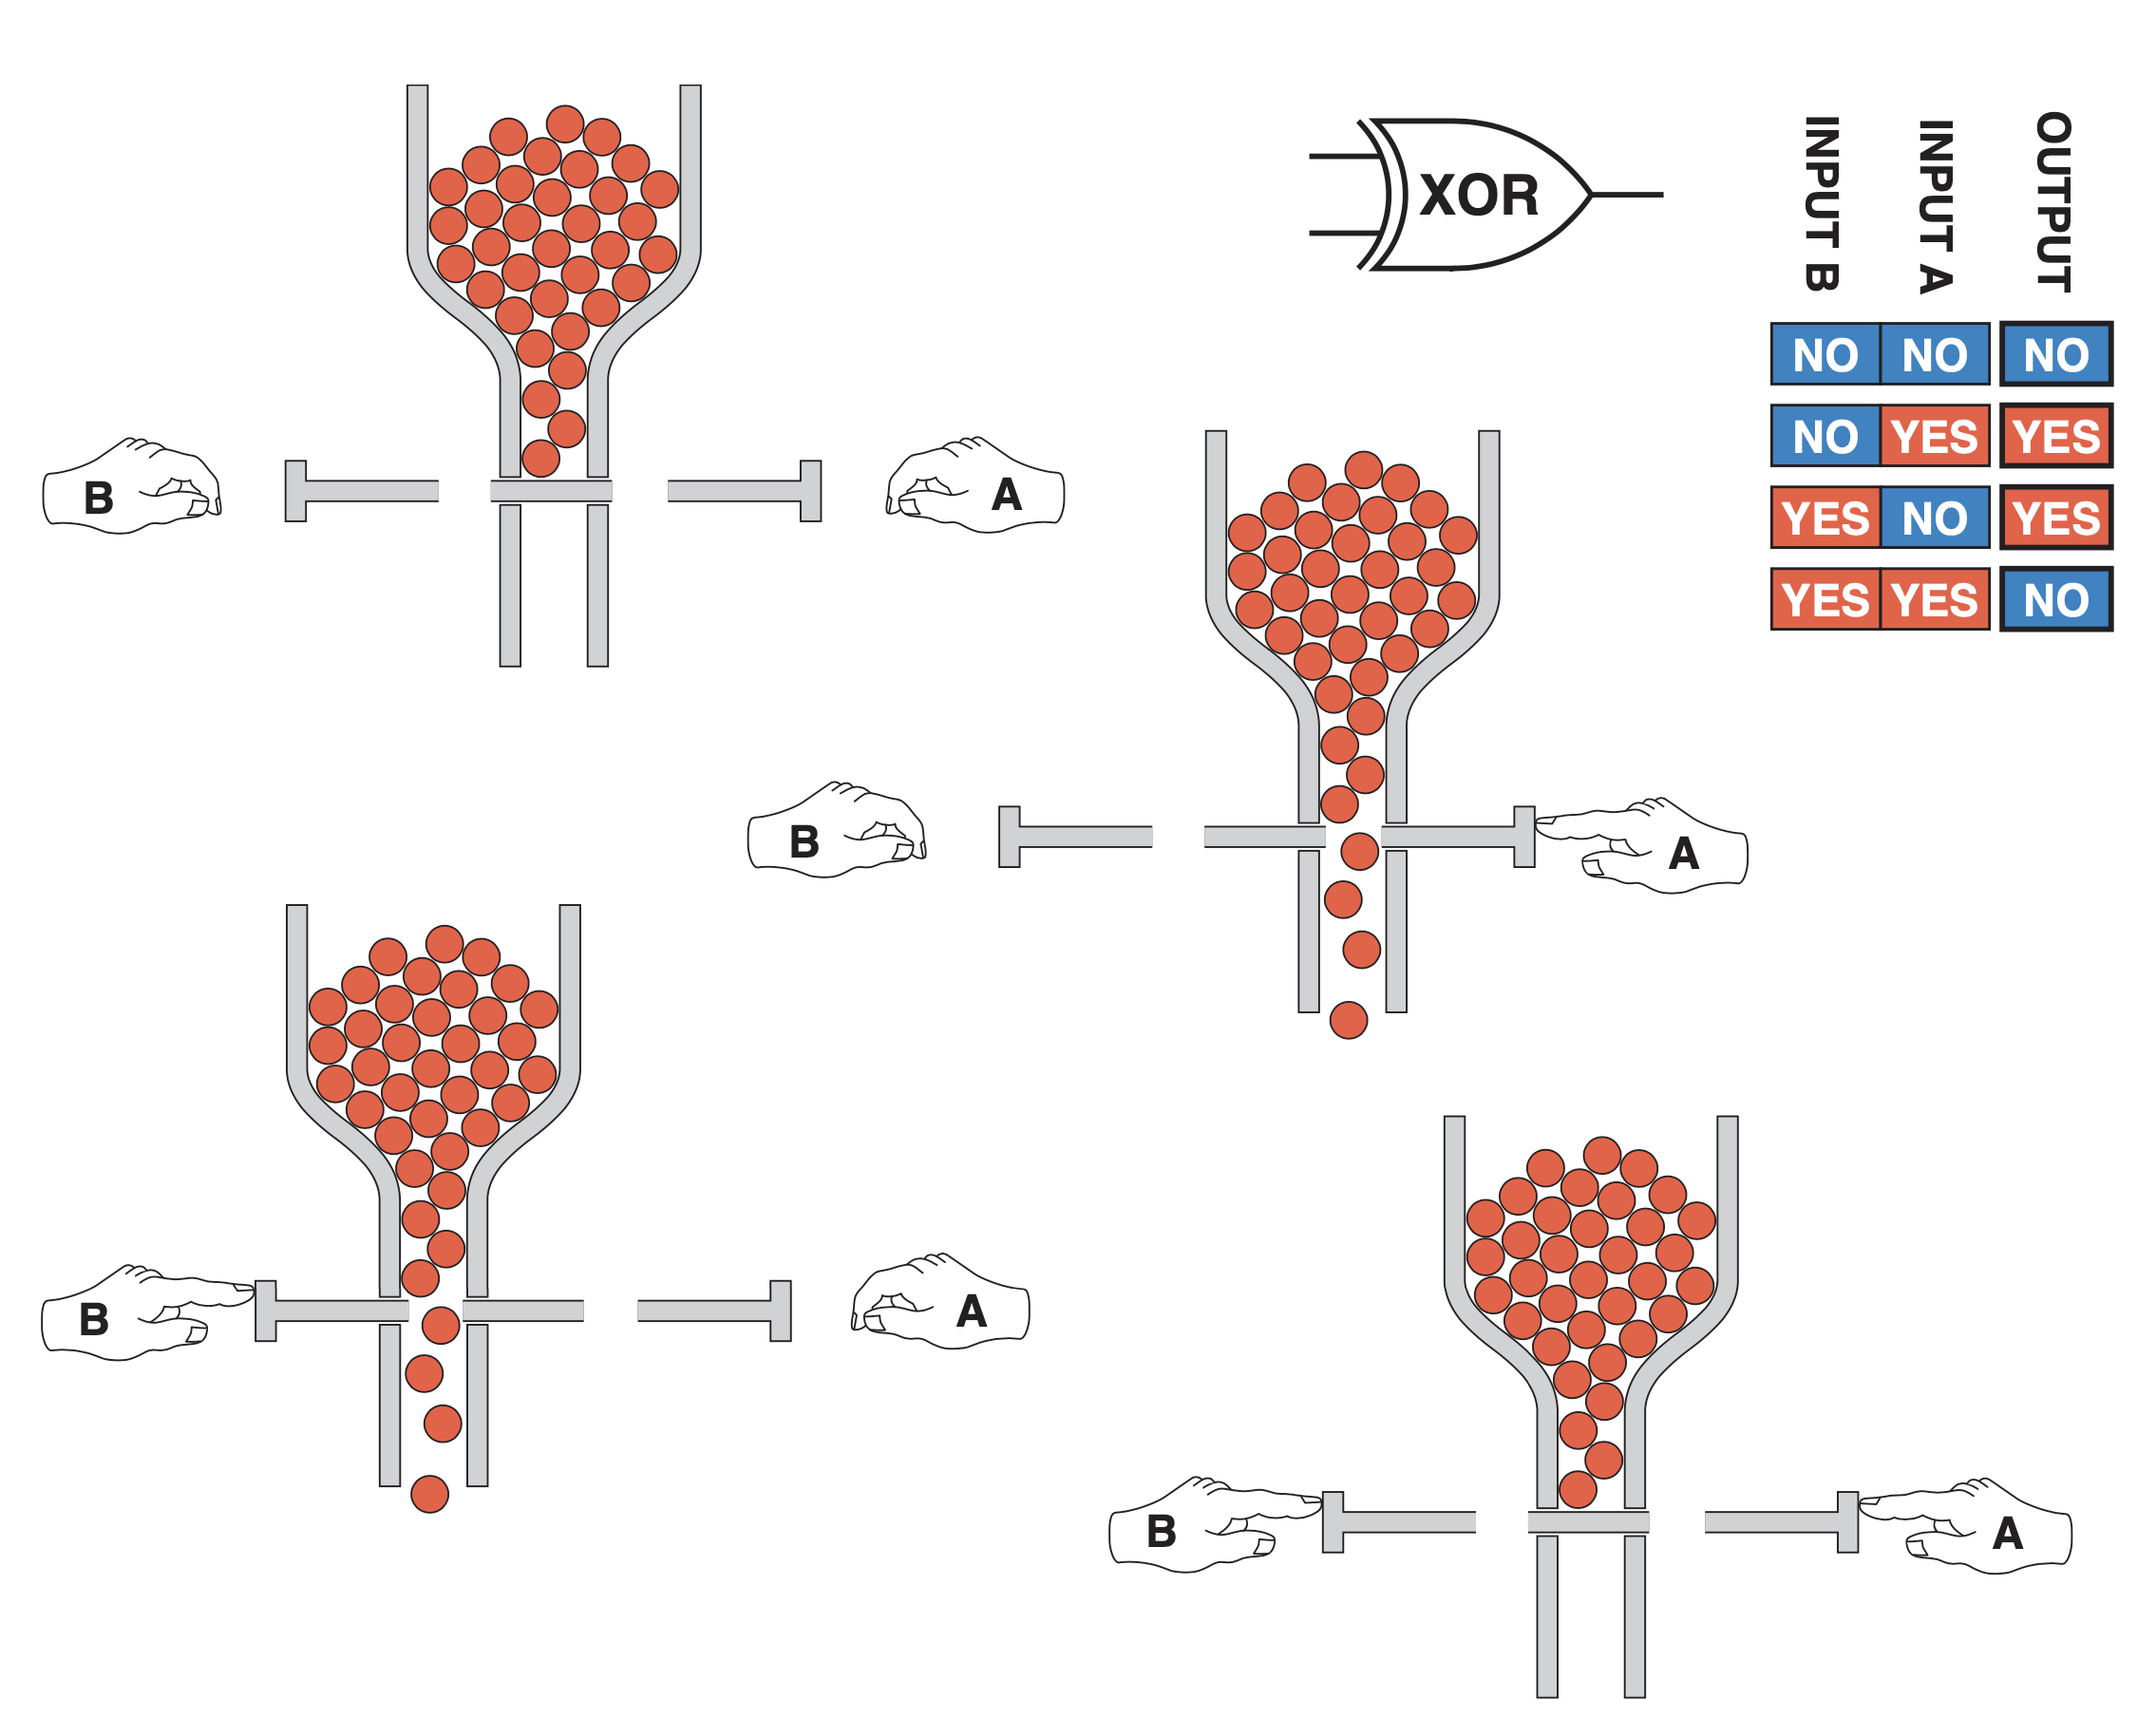 XOR
INPUT B INPUT A OUTPUT
NO NO NO
NO YES YES
YES NO YES
YES YES NO
B A
B A
B A
B A